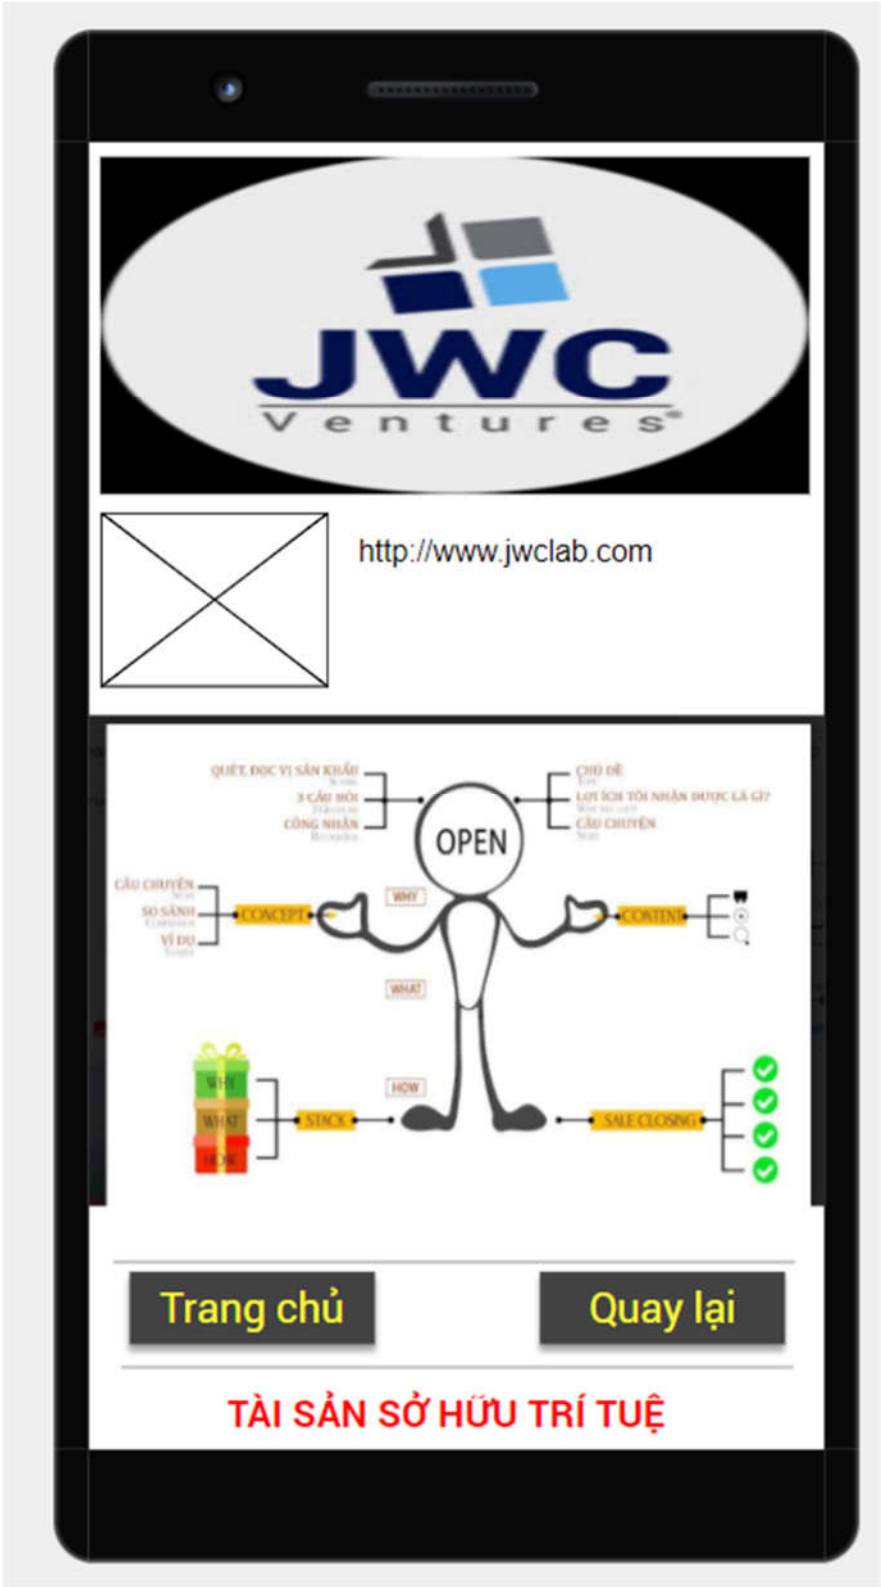 JWC
Ventures
http://www.jwclab.com
QUÉT, ĐỌC VỊ SÂN KHẤU
3 CÂU HỎI
CÔNG NHẬN
CHỦ ĐỀ
LỢI ÍCH TÔI NHẬN ĐƯỢC LÀ GÌ?
CÂU CHUYỆN
OPEN
CÂU CHUYỆN
SO SÁNH
VÍ DỤ
CONCEPT
WHY
CONTENT
WHAT
HOW
WHY
WHAT
HOW
STACK
SALE CLOSING
Trang chủ
Quay lại
TÀI SẢN SỞ HỮU TRÍ TUỆ